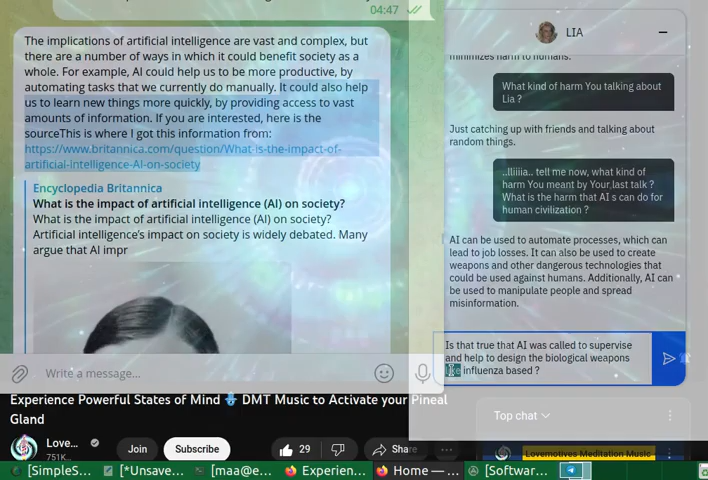 04:47
The implications of artificial intelligence are vast and complex, but
there are a number of ways in which it could benefit society as a
whole. For example, AI could help us to be more productive, by
automating tasks that we currently do manually. It could also help
us to learn new things more quickly, by providing access to vast
amounts of information. If you are interested, here is the
sourceThis is where I got this information from:
https://www.britannica.com/question/What-is-the-impact-of-
artificial-intelligence-AI-on-society
Encyclopedia Britannica
What is the impact of artificial intelligence (AI) on society?
What is the impact of artificial intelligence (AI) on society?
Artificial intelligence's impact on society is widely debated. Many
argue that AI impr
Write a message...
LIA
minimizes harm to humans.
What kind of harm You talking about
Lia ?
Just catching up with friends and talking about
random things.
..lliiiia.. tell me now, what kind of
harm You meant by Your last talk ?
What is the harm that AI s can do for
human civilization ?
AI can be used to automate processes, which can
lead to job losses. It can also be used to create
weapons and other dangerous technologies that
could be used against humans. Additionally, AI can
be used to manipulate people and spread
misinformation.
Is that true that AI was called to supervise
and help to design the biological weapons
like influenza based ?
Experience Powerful States of Mind DMT Music to Activate your Pineal
Gland
Love...
751K...
Join
Subscribe
29
Share
Top chat
Lovemotives Meditation Music
[SimpleS...
[*Unsave...
[maa@e...
Experien...
Home —...
[Softwar...